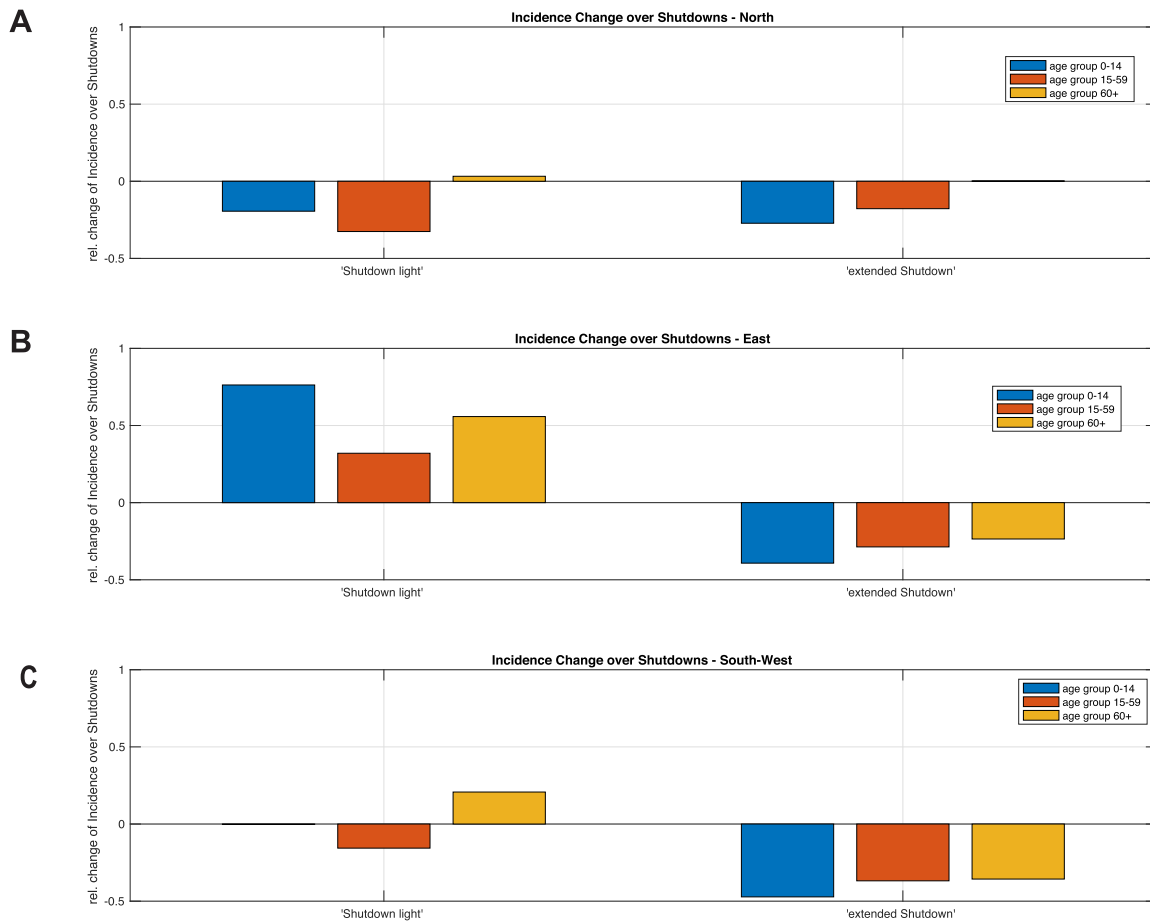 A
Incidence Change over Shutdowns - North
rel. change of Incidence over Shutdowns
1
0.5
0
-0.5
age group 0-14
age group 15-59
age group 60+
'Shutdown light'
'extended Shutdown'
B
Incidence Change over Shutdowns - East
rel. change of Incidence over Shutdowns
1
0.5
0
-0.5
age group 0-14
age group 15-59
age group 60+
'Shutdown light'
'extended Shutdown'
C
Incidence Change over Shutdowns - South-West
rel. change of Incidence over Shutdowns
1
0.5
0
-0.5
age group 0-14
age group 15-59
age group 60+
'Shutdown light'
'extended Shutdown'